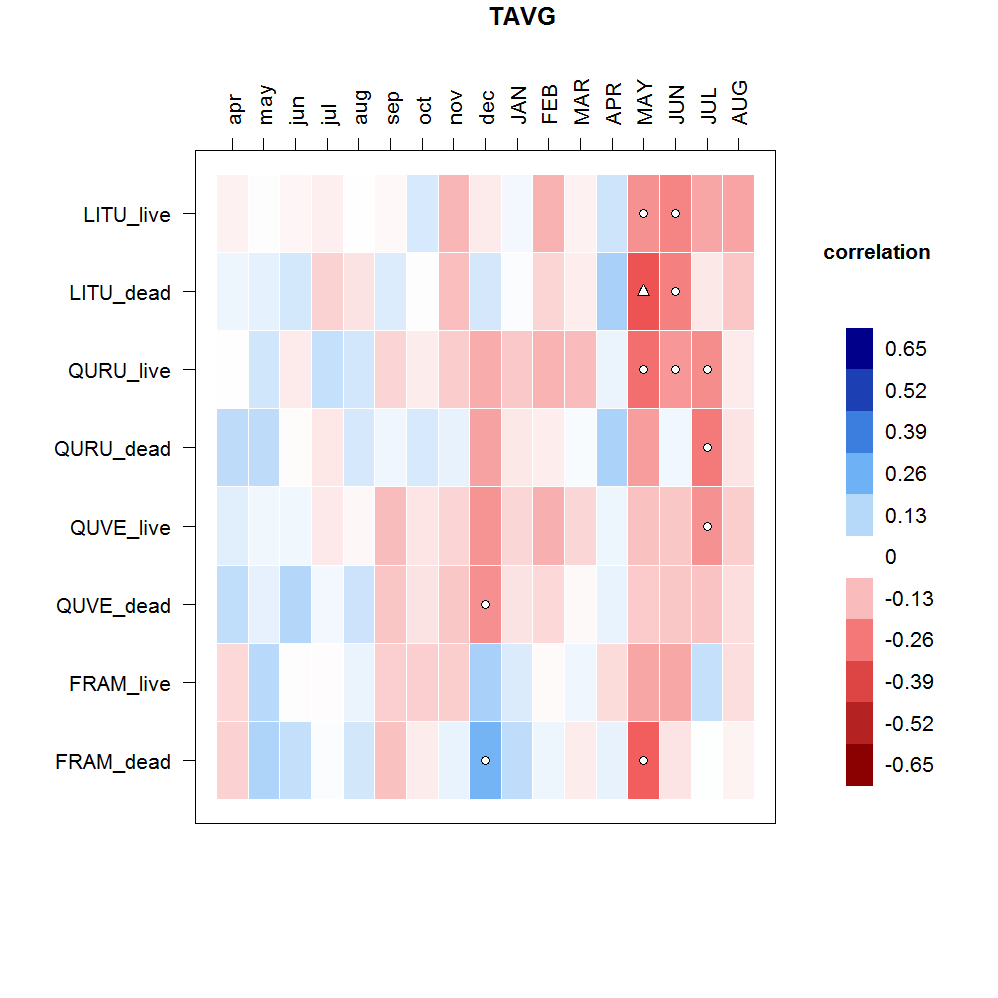 TAVG
apr may jun jul aug sep oct nov dec JAN FEB MAR APR MAY JUN JUL AUG
LITU_live
LITU_dead
QURU_live
QURU_dead
QUVE_live
QUVE_dead
FRAM_live
FRAM_dead
correlation
0.65
0.52
0.39
0.26
0.13
0
-0.13
-0.26
-0.39
-0.52
-0.65